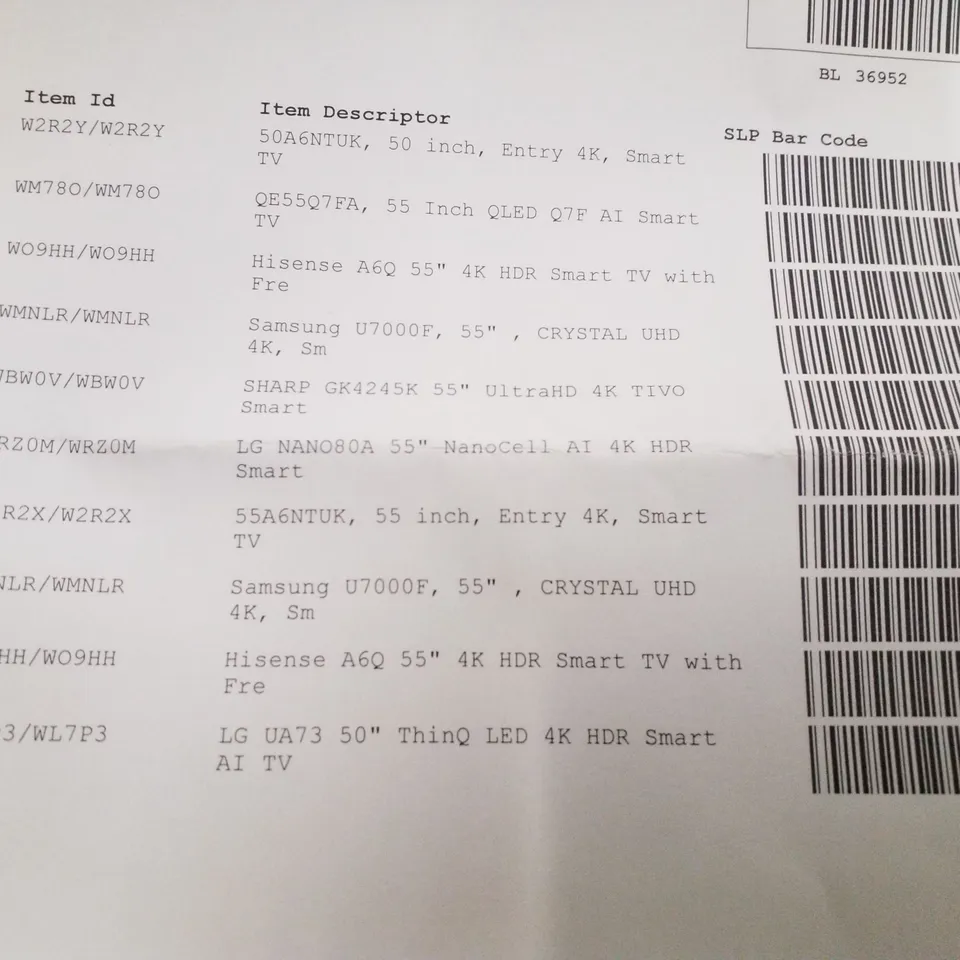 BL 36952
Item Id Item Descriptor SLP Bar Code
W2R2Y/W2R2Y 50A6NTUK, 50 inch, Entry 4K, Smart
TV
WM78O/WM78O QE55Q7FA, 55 Inch QLED Q7F AI Smart
TV
WO9HH/WO9HH Hisense A6Q 55" 4K HDR Smart TV with
Fre
WMNLR/WMNLR Samsung U7000F, 55" , CRYSTAL UHD
4K, Sm
WBW0V/WBW0V SHARP GK4245K 55" UltraHD 4K TIVO
Smart
RZ0M/WRZ0M LG NANO80A 55" NanoCell AI 4K HDR
Smart
R2X/W2R2X 55A6NTUK, 55 inch, Entry 4K, Smart
TV
NLR/WMNLR Samsung U7000F, 55" , CRYSTAL UHD
4K, Sm
HH/WO9HH Hisense A6Q 55" 4K HDR Smart TV with
Fre
3/WL7P3 LG UA73 50" ThinQ LED 4K HDR Smart
AI TV